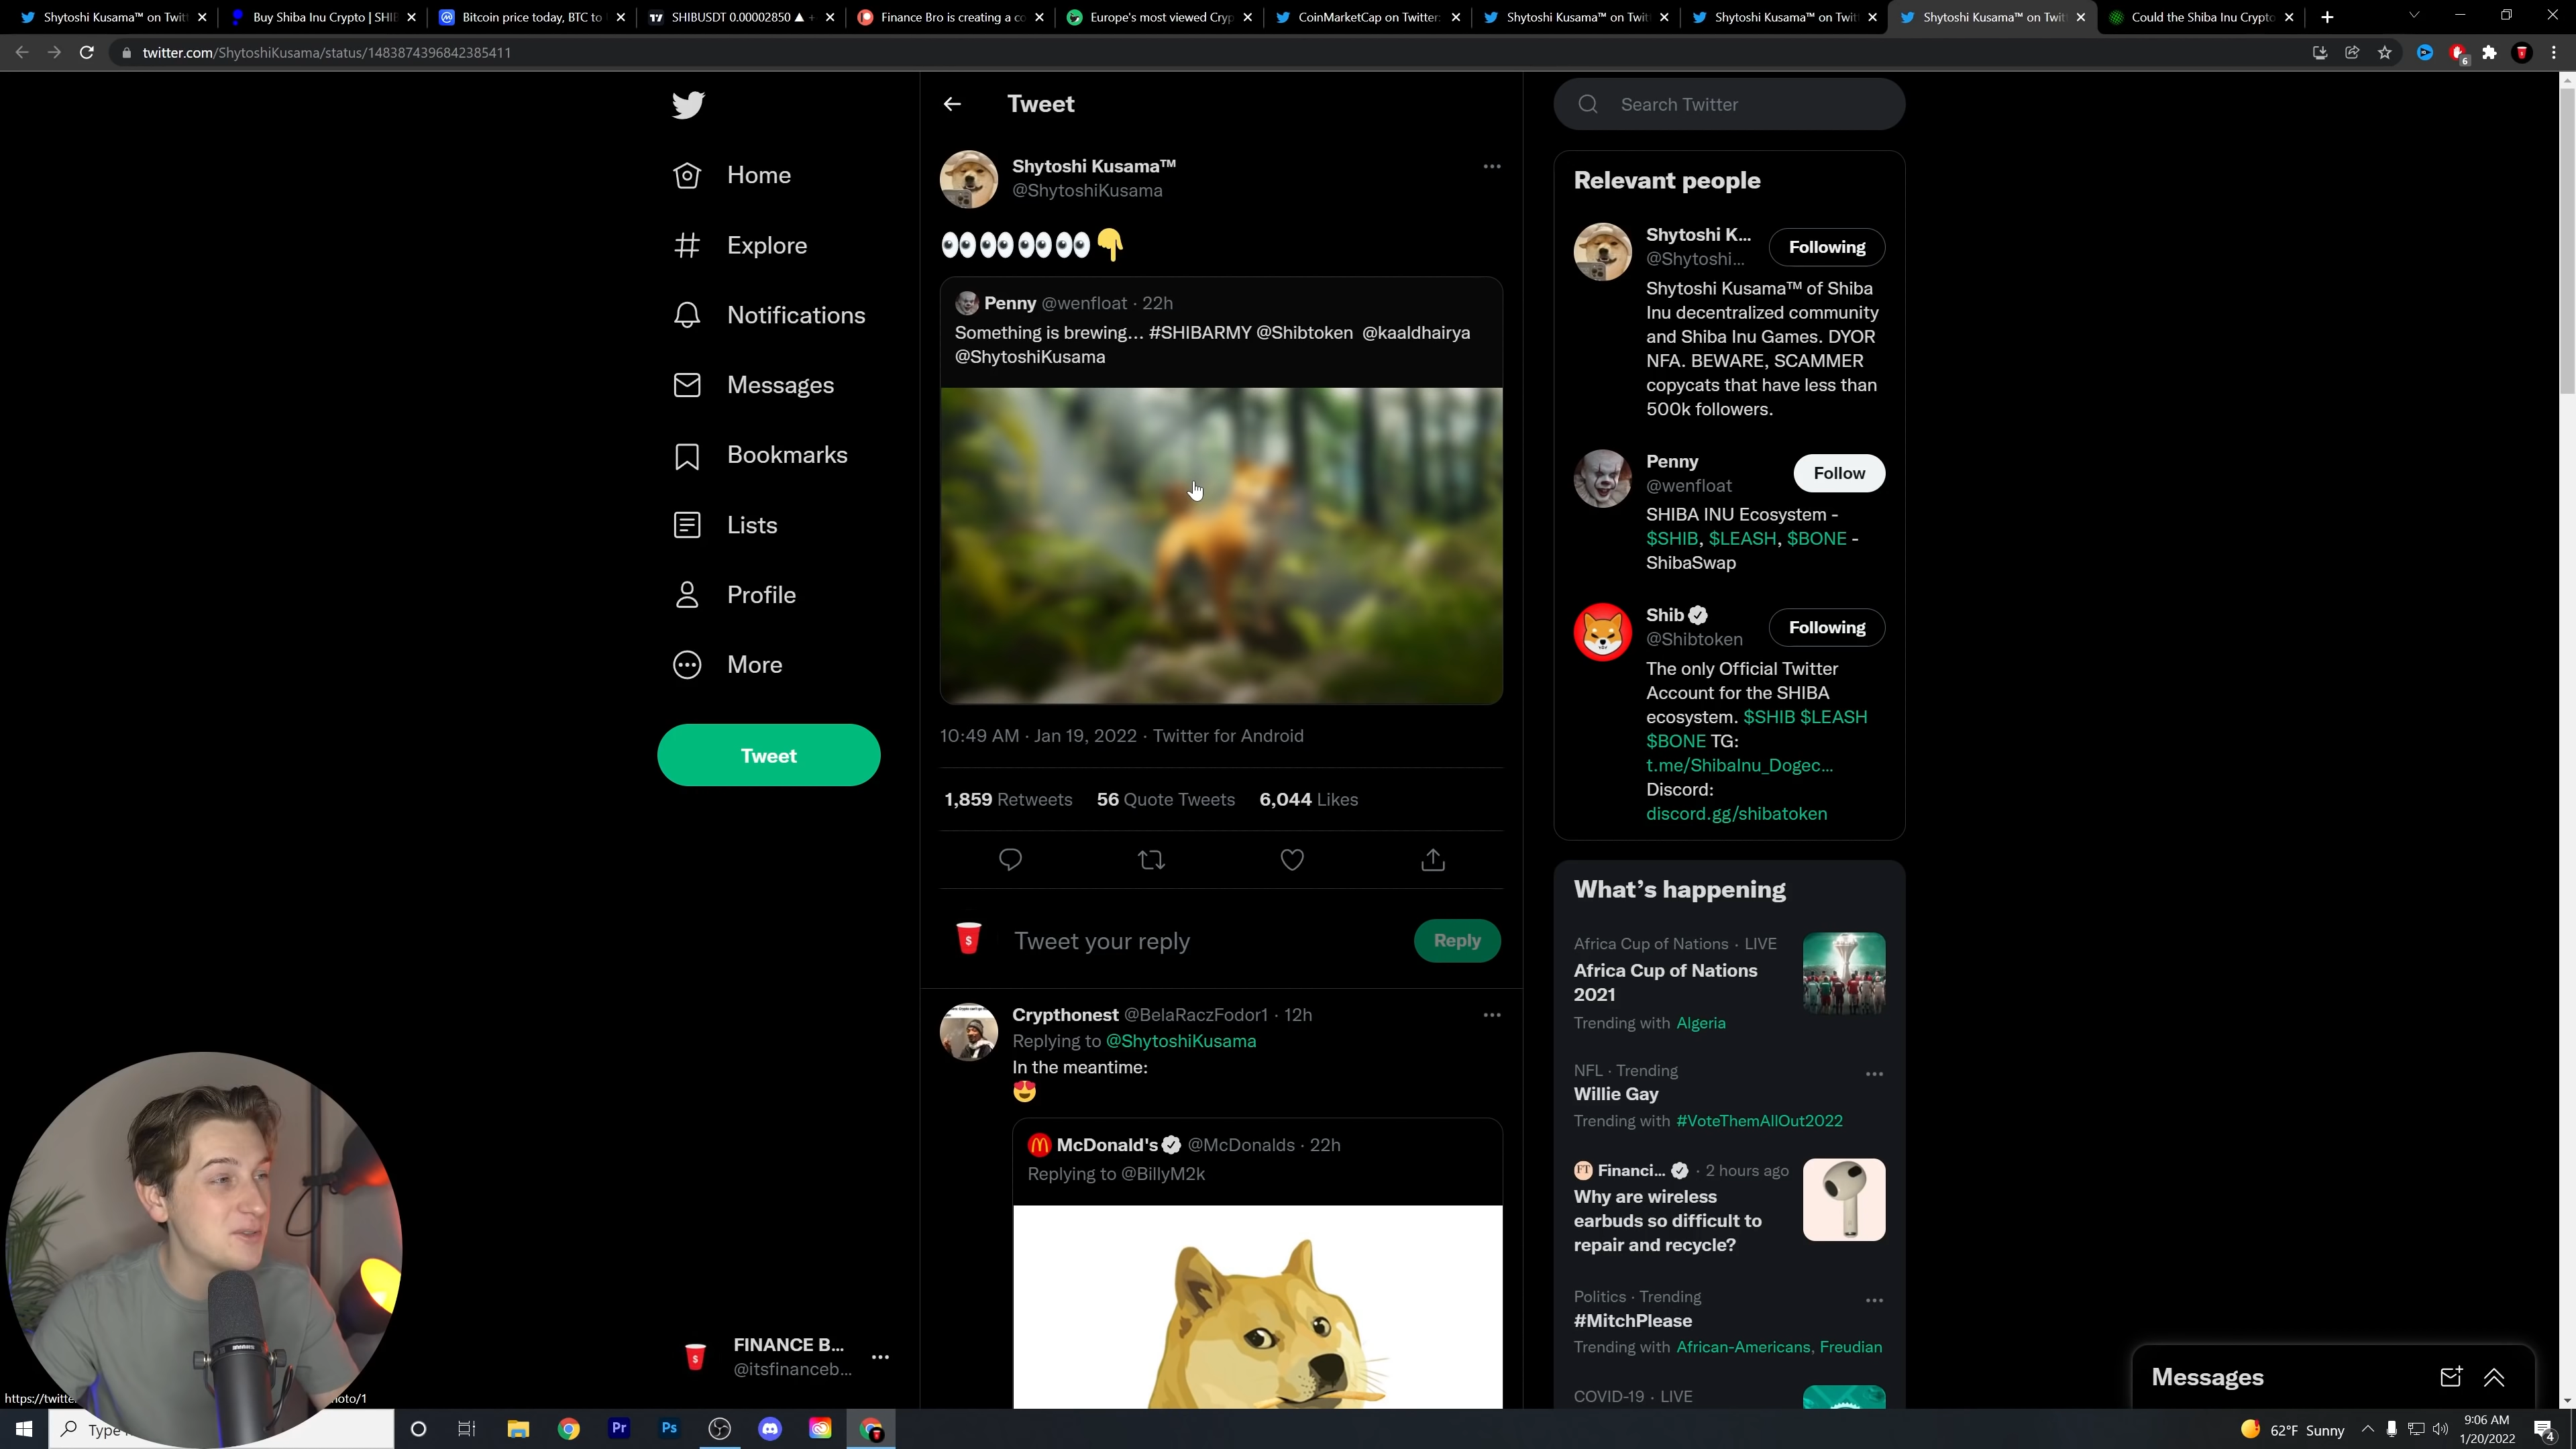 Shytoshi Kusama™ on Twit
Buy Shiba Inu Crypto | SHIB
Bitcoin price today, BTC to
SHIBUSDT 0.00002850 ▲ +
Finance Bro is creating a co
Europe's most viewed Cryp
CoinMarketCap on Twitter:
Shytoshi Kusama™ on Twit
Shytoshi Kusama™ on Twit
Shytoshi Kusama™ on Twit
Could the Shiba Inu Crypto
twitter.com/ShytoshiKusama/status/1483874396842385411
6
Home
Explore
Notifications
Messages
Bookmarks
Lists
Profile
More
Tweet
FINANCE B...
@itsfinanceb...
Tweet
Shytoshi Kusama™
@ShytoshiKusama
👀👀👀👀👇
Penny @wenfloat · 22h
Something is brewing... #SHIBARMY @Shibtoken @kaaldhairya
@ShytoshiKusama
10:49 AM · Jan 19, 2022 · Twitter for Android
1,859 Retweets 56 Quote Tweets 6,044 Likes
Tweet your reply
Reply
Crypthonest @BelaRaczFodor1 · 12h
Replying to @ShytoshiKusama
In the meantime:
😍
McDonald's @McDonalds · 22h
Replying to @BillyM2k
Search Twitter
Relevant people
Shytoshi K...
@Shytoshi...
Following
Shytoshi Kusama™ of Shiba
Inu decentralized community
and Shiba Inu Games. DYOR
NFA. BEWARE, SCAMMER
copycats that have less than
500k followers.
Penny
@wenfloat
Follow
SHIBA INU Ecosystem -
$SHIB, $LEASH, $BONE -
ShibaSwap
Shib
@Shibtoken
Following
The only Official Twitter
Account for the SHIBA
ecosystem. $SHIB $LEASH
$BONE TG:
t.me/ShibaInu_Dogec...
Discord:
discord.gg/shibatoken
What's happening
Africa Cup of Nations · LIVE
Africa Cup of Nations
2021
Trending with Algeria
NFL · Trending
Willie Gay
Trending with #VoteThemAllOut2022
FT Financi... · 2 hours ago
Why are wireless
earbuds so difficult to
repair and recycle?
Politics · Trending
#MitchPlease
Trending with African-Americans, Freudian
COVID-19 · LIVE
Messages
https://twitte
hoto/1
Type
Pr
Ps
62°F Sunny
9:06 AM
1/20/2022
4